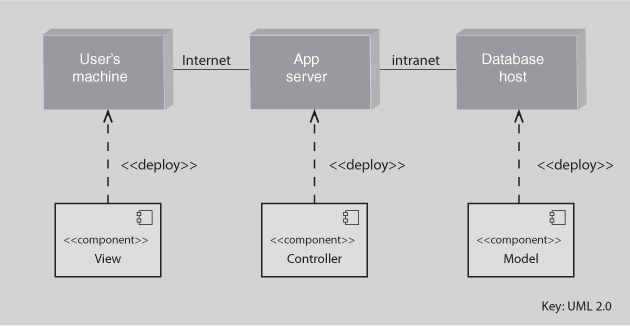 User's
machine
Internet
App
server
intranet
Database
host
<<deploy>>
<<deploy>>
<<deploy>>
<<component>>
View
<<component>>
Controller
<<component>>
Model
Key: UML 2.0